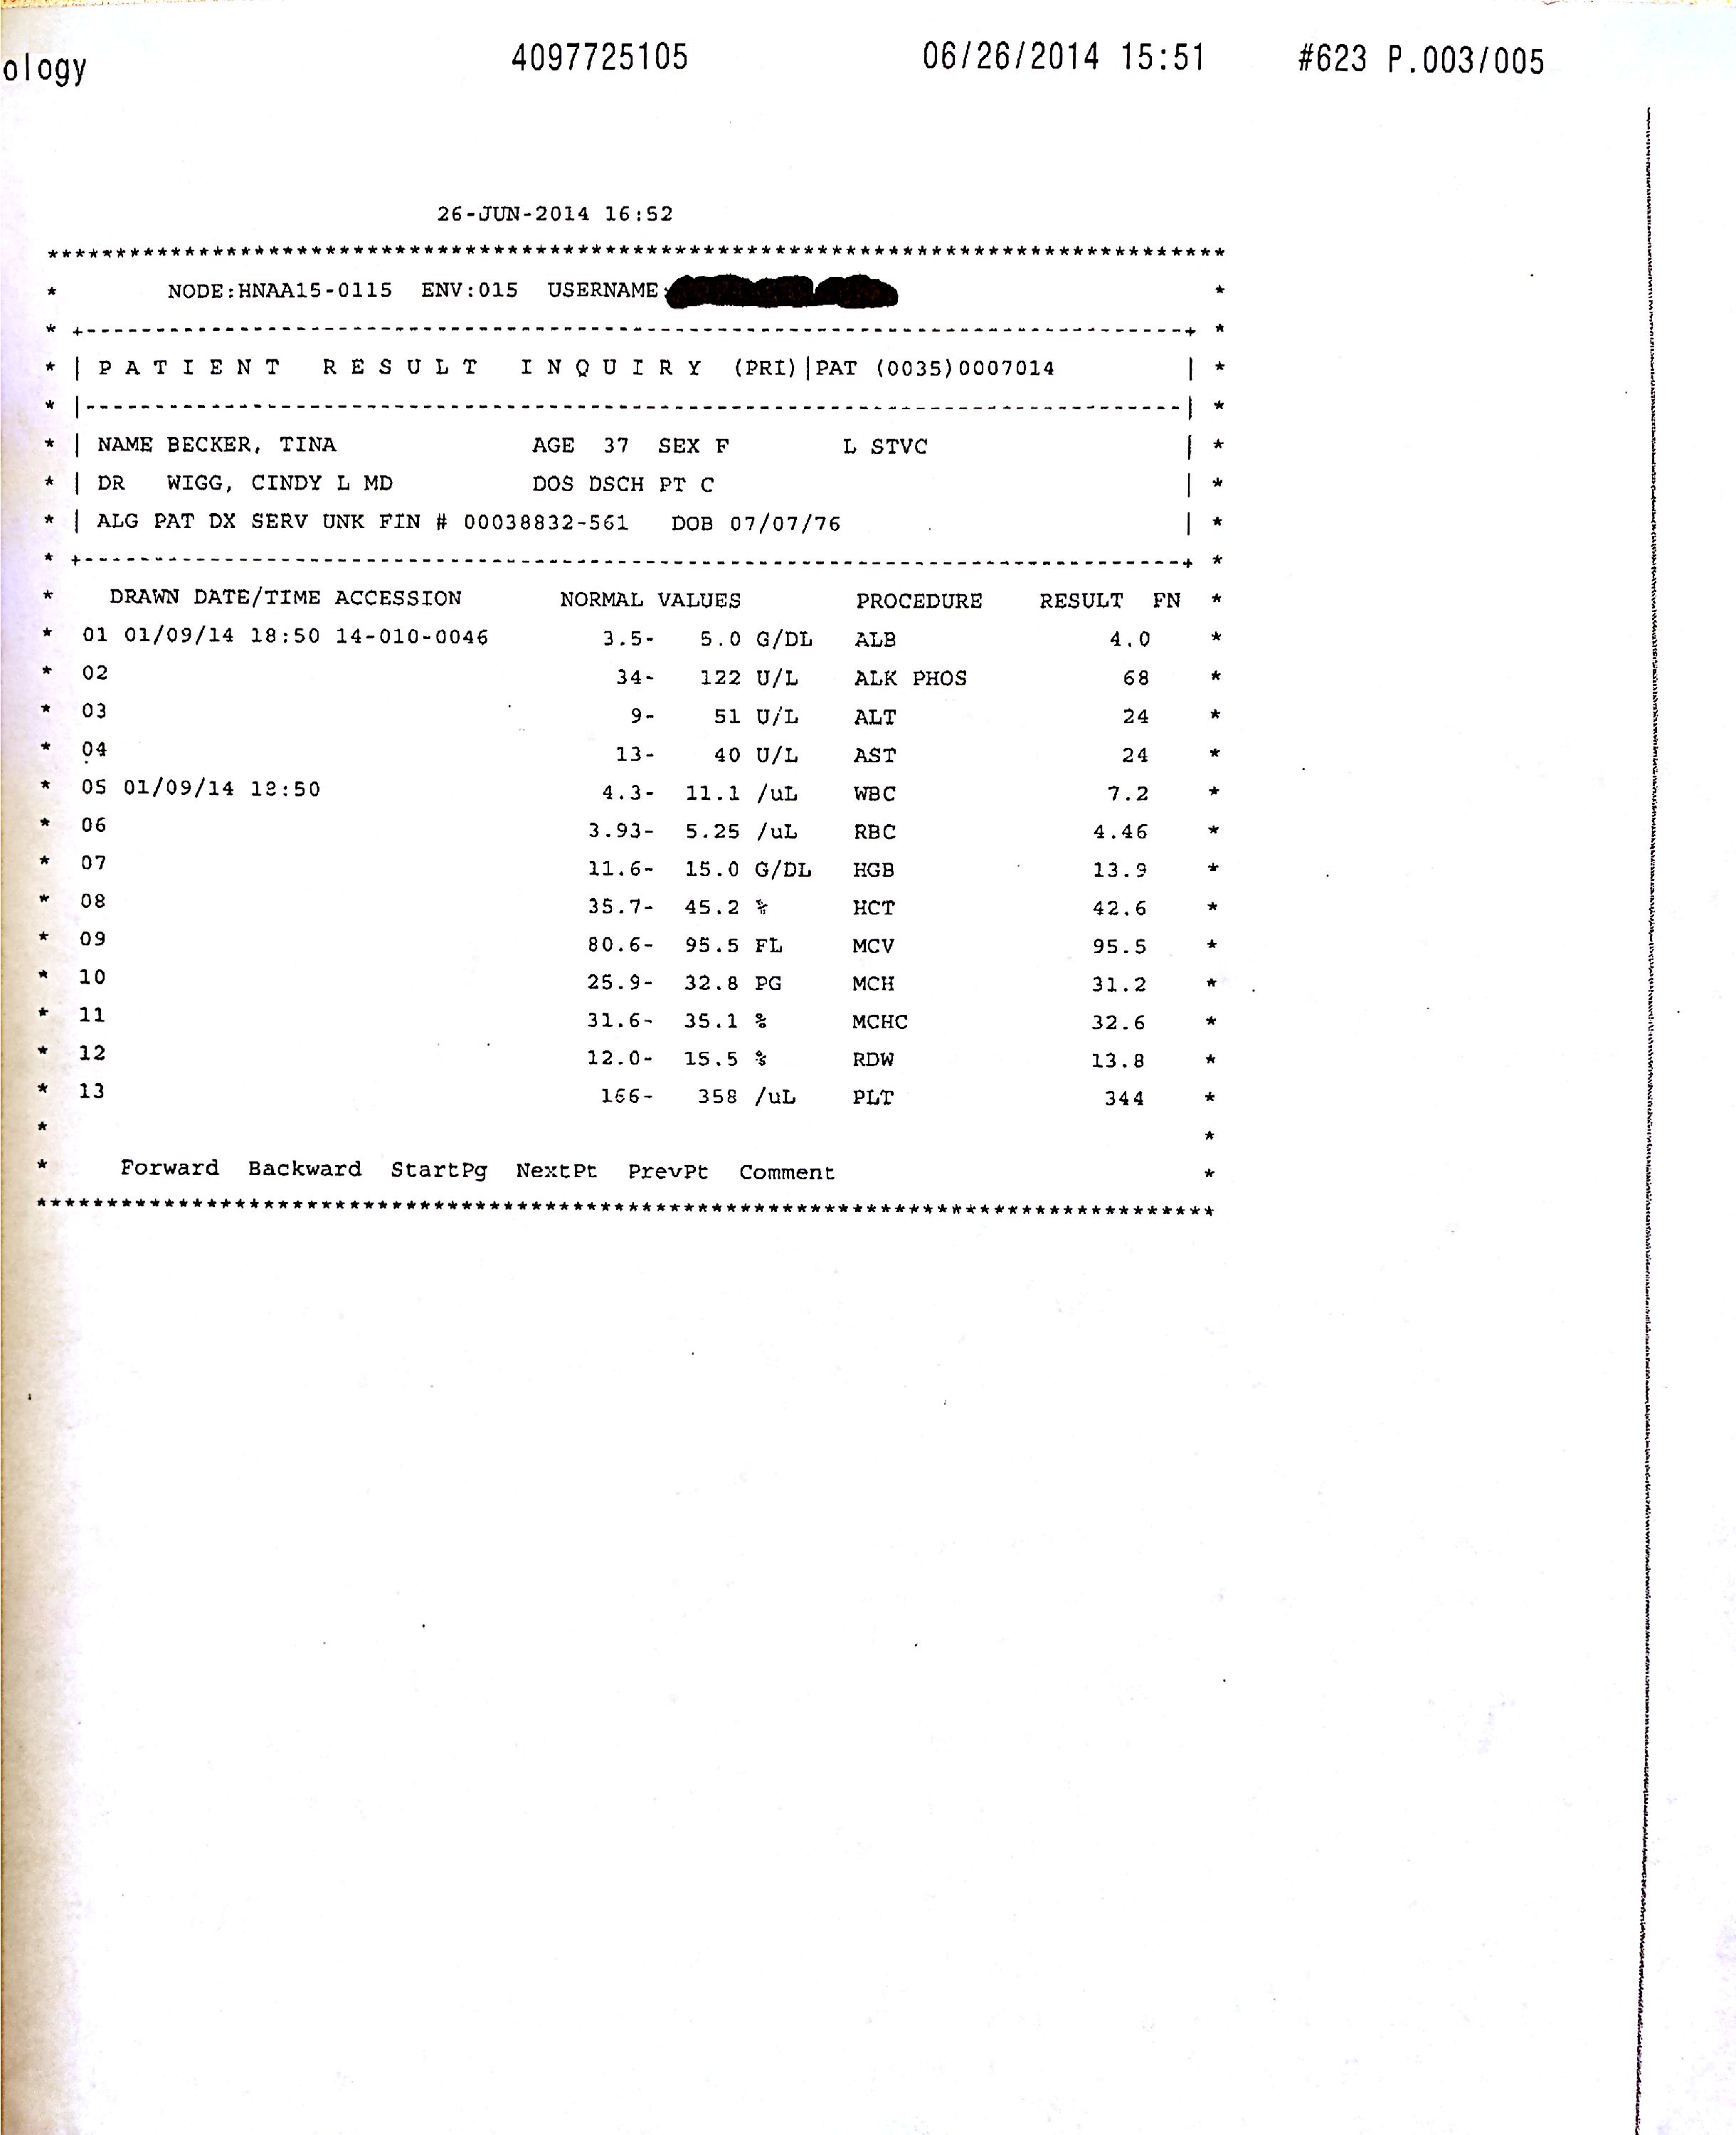 ology 4097725105 06/26/2014 15:51 #623 P.003/005
26-JUN-2014 16:52
************************************************************************************
* NODE:HNAA15-0115 ENV:015 USERNAME: *
* +------------------------------------------------------------------------------+ *
* | P A T I E N T R E S U L T I N Q U I R Y (PRI)|PAT (0035)0007014 | *
* |------------------------------------------------------------------------------| *
* | NAME BECKER, TINA AGE 37 SEX F L STVC | *
* | DR WIGG, CINDY L MD DOS DSCH PT C | *
* | ALG PAT DX SERV UNK FIN # 00038832-561 DOB 07/07/76 | *
* +------------------------------------------------------------------------------+ *
* DRAWN DATE/TIME ACCESSION NORMAL VALUES PROCEDURE RESULT FN *
* 01 01/09/14 18:50 14-010-0046 3.5- 5.0 G/DL ALB 4.0 *
* 02 34- 122 U/L ALK PHOS 68 *
* 03 9- 51 U/L ALT 24 *
* 04 13- 40 U/L AST 24 *
* 05 01/09/14 18:50 4.3- 11.1 /uL WBC 7.2 *
* 06 3.93- 5.25 /uL RBC 4.46 *
* 07 11.6- 15.0 G/DL HGB 13.9 *
* 08 35.7- 45.2 % HCT 42.6 *
* 09 80.6- 95.5 FL MCV 95.5 *
* 10 25.9- 32.8 PG MCH 31.2 *
* 11 31.6- 35.1 % MCHC 32.6 *
* 12 12.0- 15.5 % RDW 13.8 *
* 13 166- 358 /uL PLT 344 *
* *
* Forward Backward StartPg NextPt PrevPt Comment *
************************************************************************************